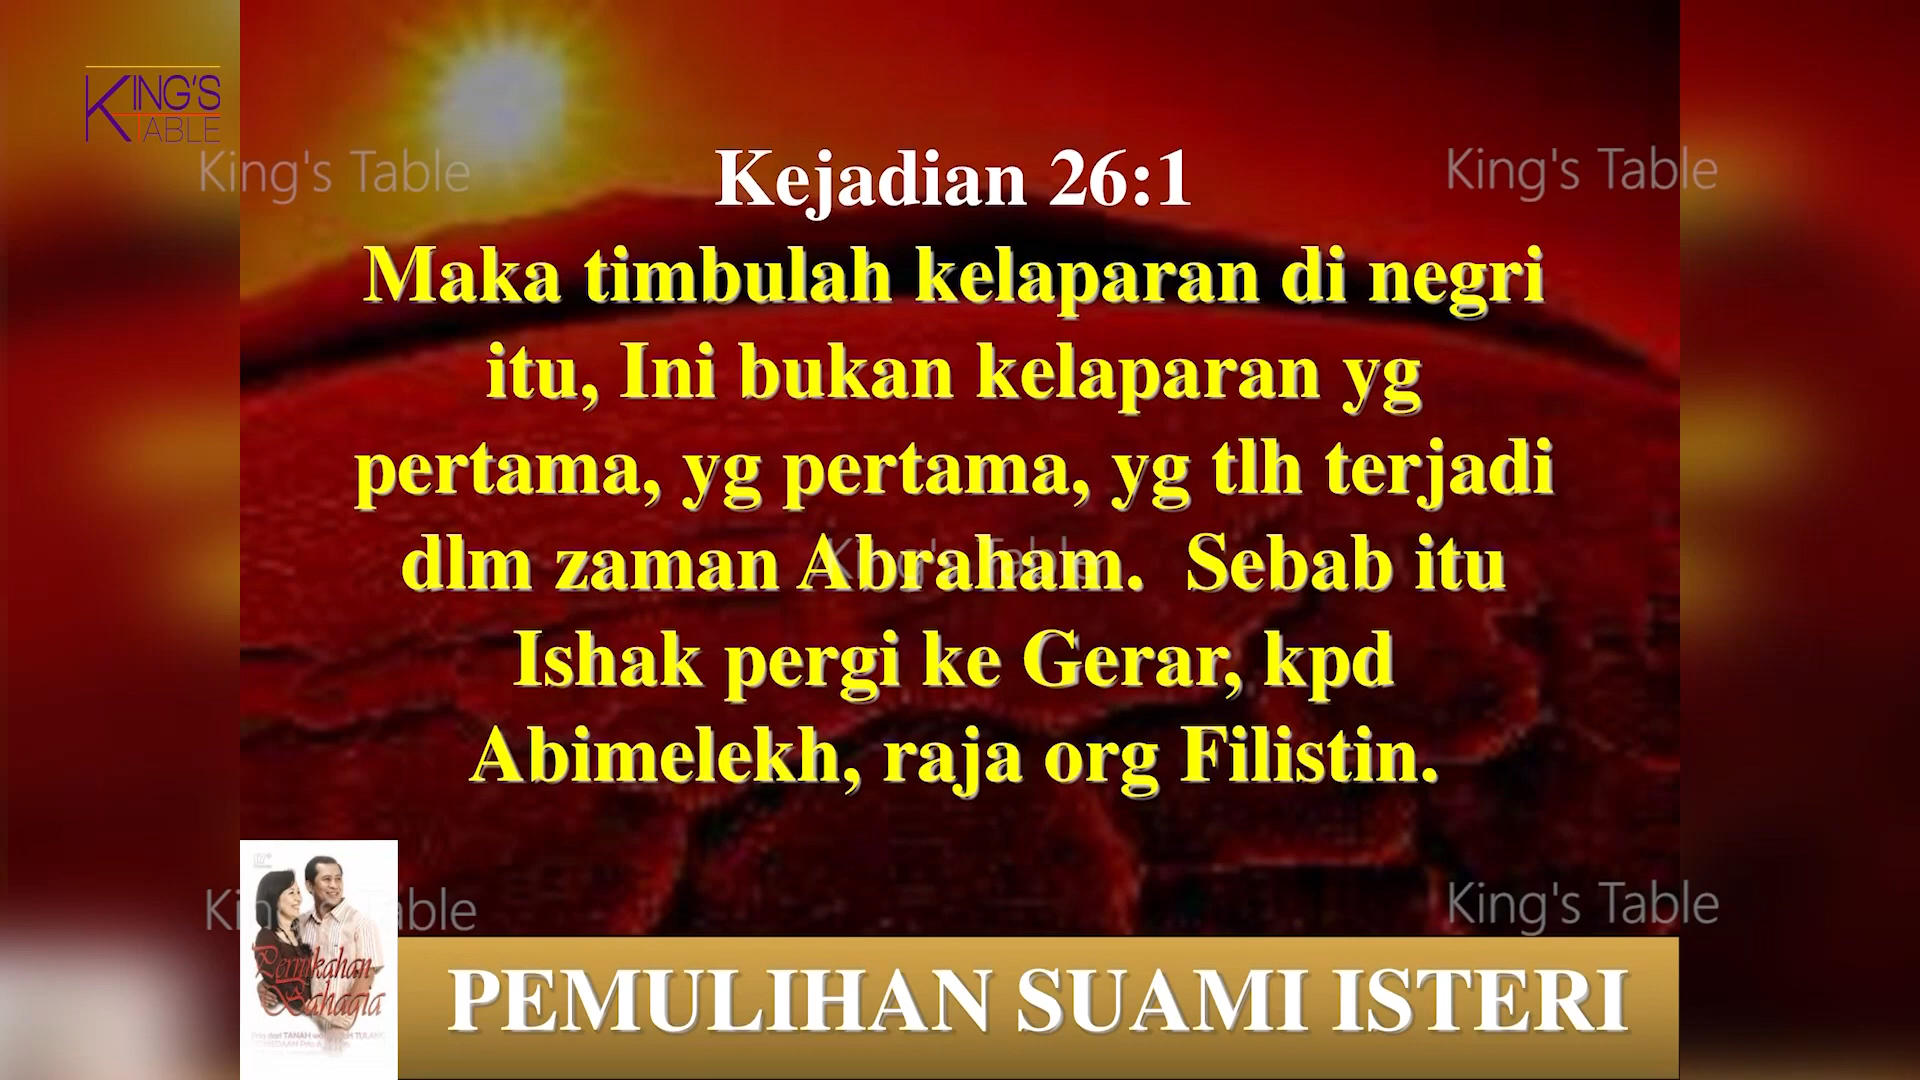 KING'S
TABLE
King's Table
King's Table
Kejadian 26:1
Maka timbulah kelaparan di negri
itu, Ini bukan kelaparan yg
pertama, yg pertama, yg tlh terjadi
dlm zaman Abraham. Sebab itu
King's Table
Ishak pergi ke Gerar, kpd
Abimelekh, raja org Filistin.
King's Table
Pernikahan
Bahagia
PEMULIHAN SUAMI ISTERI